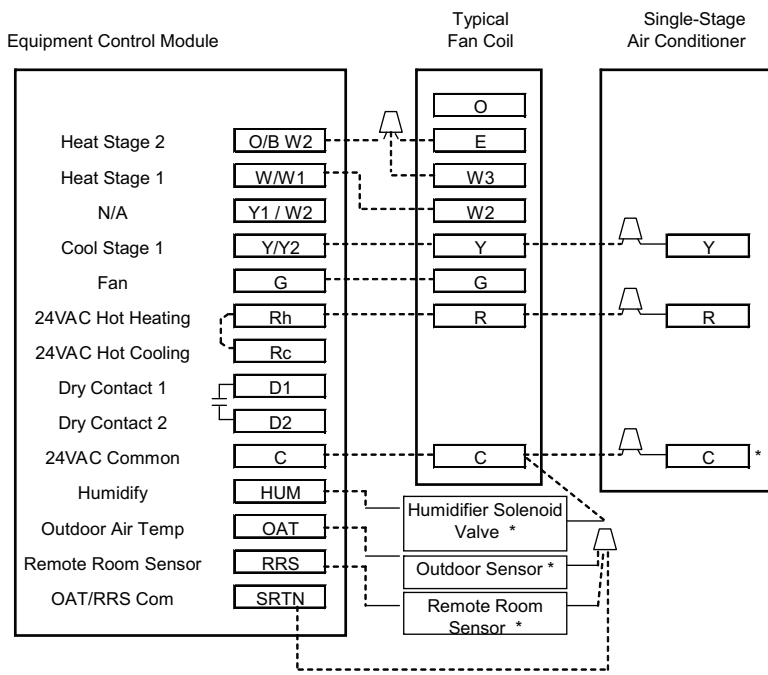 Equipment Control Module
Typical
Fan Coil
Single-Stage
Air Conditioner
O
Heat Stage 2 O/B W2 E
Heat Stage 1 W/W1 W3
N/A Y1 / W2 W2
Cool Stage 1 Y/Y2 Y Y
Fan G G
24VAC Hot Heating Rh R R
24VAC Hot Cooling Rc
Dry Contact 1 D1
Dry Contact 2 D2
24VAC Common C C C *
Humidify HUM
Humidifier Solenoid
Valve *
Outdoor Air Temp OAT
Outdoor Sensor *
Remote Room Sensor RRS
Remote Room
Sensor *
OAT/RRS Com SRTN